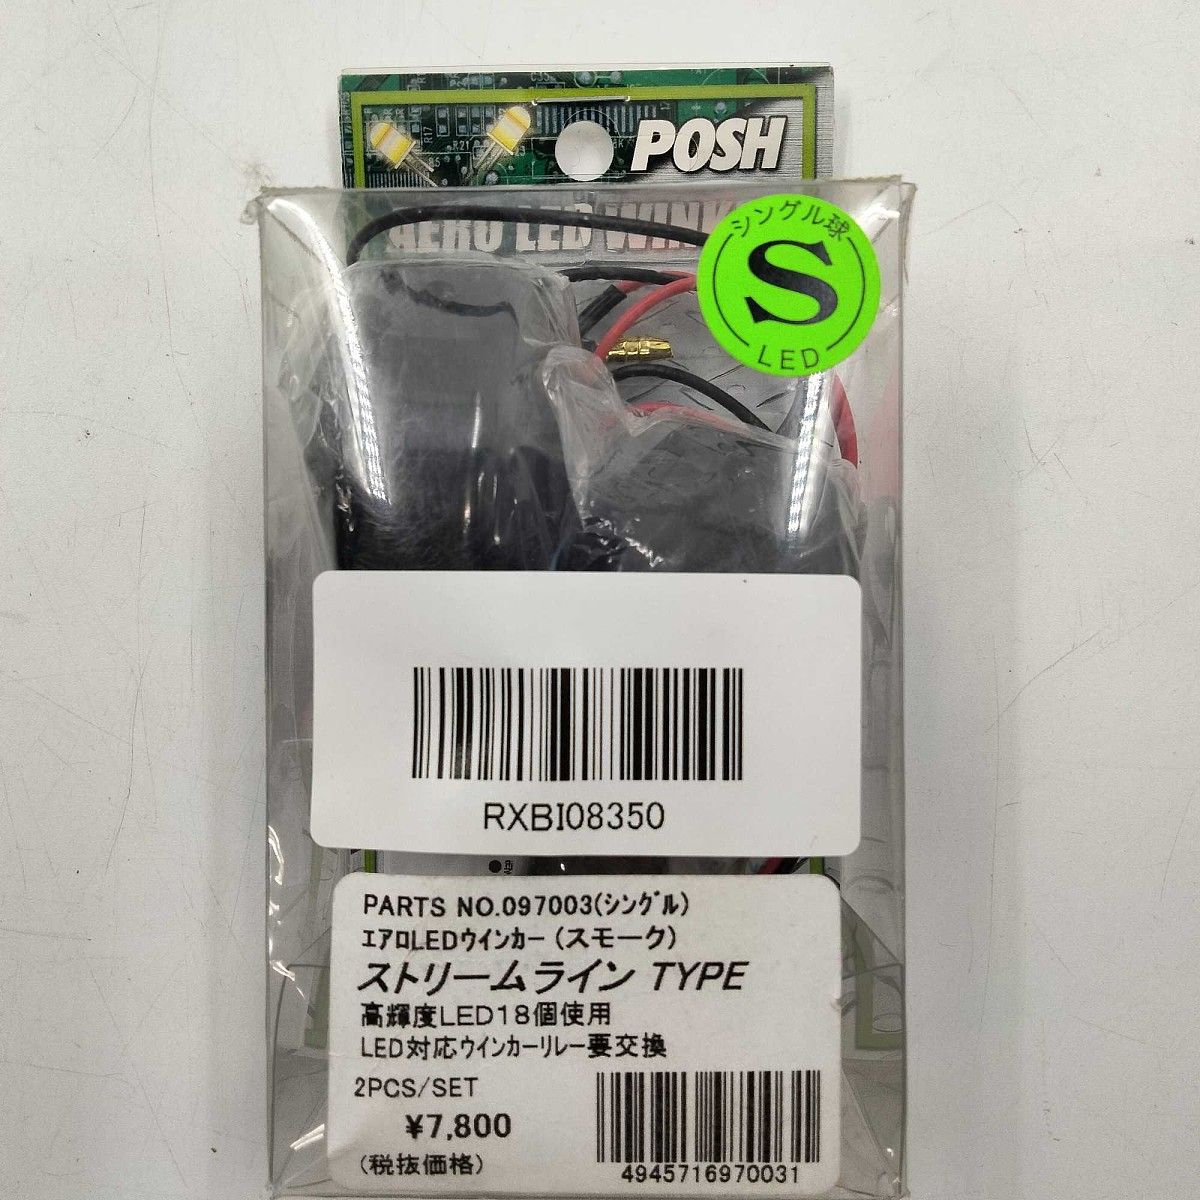 POSH
AERO LED WINK
シングル球
S
LED
RXBI08350
PARTS NO.097003(シングル)
エアロLEDウインカー (スモーク)
ストリームライン TYPE
高輝度LED18個使用
LED対応ウインカーリレー要交換
2PCS/SET
¥7,800
(税抜価格)
4945716970031